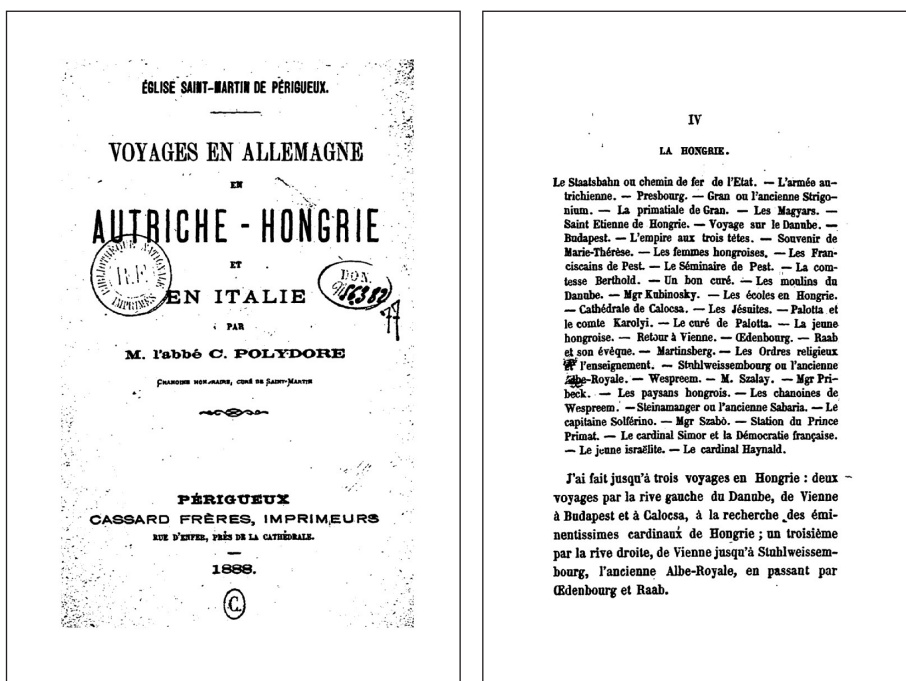 ÉGLISE SAINT-MARTIN DE PÉRIGUEUX.
VOYAGES EN ALLEMAGNE
EN
AUTRICHE - HONGRIE
ET
EN ITALIE
BIBLIOTHÈQUE NATIONALE
R.F
IMPRIMÉS
DON.
56382
PAR
M. l'abbé C. POLYDORE
CHANOINE HONORAIRE, CURÉ DE SAINT-MARTIN
PÉRIGUEUX
CASSARD FRÈRES, IMPRIMEURS
RUE D'ENFER, PRÈS DE LA CATHÉDRALE.
1888.
C.
IV
LA HONGRIE.
Le Staatsbahn ou chemin de fer de l'Etat. — L'armée au-
trichienne. — Presbourg. — Gran ou l'ancienne Strigo-
nium. — La primatiale de Gran. — Les Magyars. —
Saint Etienne de Hongrie. — Voyage sur le Danube. —
Budapest. — L'empire aux trois têtes. — Souvenir de
Marie-Thérèse. — Les femmes hongroises. — Les Fran-
ciscains de Pest. — Le Séminaire de Pest. — La com-
tesse Berthold. — Un bon curé. — Les moulins du
Danube. — Mgr Kubinosky. — Les écoles en Hongrie.
— Cathédrale de Calocsa. — Les Jésuites. — Palotta et
le comte Karolyi. — Le curé de Palotta. — La jeune
hongroise. — Retour à Vienne. — Œdenbourg. — Raab
et son évêque. — Martinsberg. — Les Ordres religieux
l'enseignement. — Stuhlweissembourg ou l'ancienne
Albe-Royale. — Wespreem. — M. Szalay. — Mgr Pri-
beck. — Les paysans hongrois. — Les chanoines de
Wespreem. — Steinamanger ou l'ancienne Sabaria. — Le
capitaine Solférino. — Mgr Szabò. — Station du Prince
Primat. — Le cardinal Simor et la Démocratie française.
— Le jeune israëlite. — Le cardinal Haynald.
J'ai fait jusqu'à trois voyages en Hongrie : deux
voyages par la rive gauche du Danube, de Vienne
à Budapest et à Calocsa, à la recherche des émi-
nentissimes cardinaux de Hongrie ; un troisième
par la rive droite, de Vienne jusqu'à Stuhlweissem-
bourg, l'ancienne Albe-Royale, en passant par
Œdenbourg et Raab.